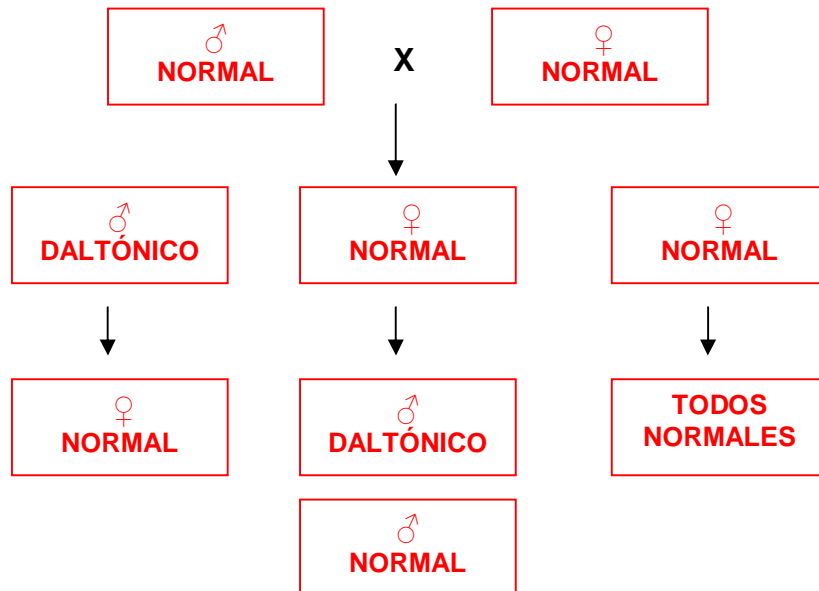 ♂ X ♀
NORMAL NORMAL
♂ ♀ ♀
DALTÓNICO NORMAL NORMAL
♀ ♂ TODOS
NORMAL DALTÓNICO NORMALES
♂
NORMAL